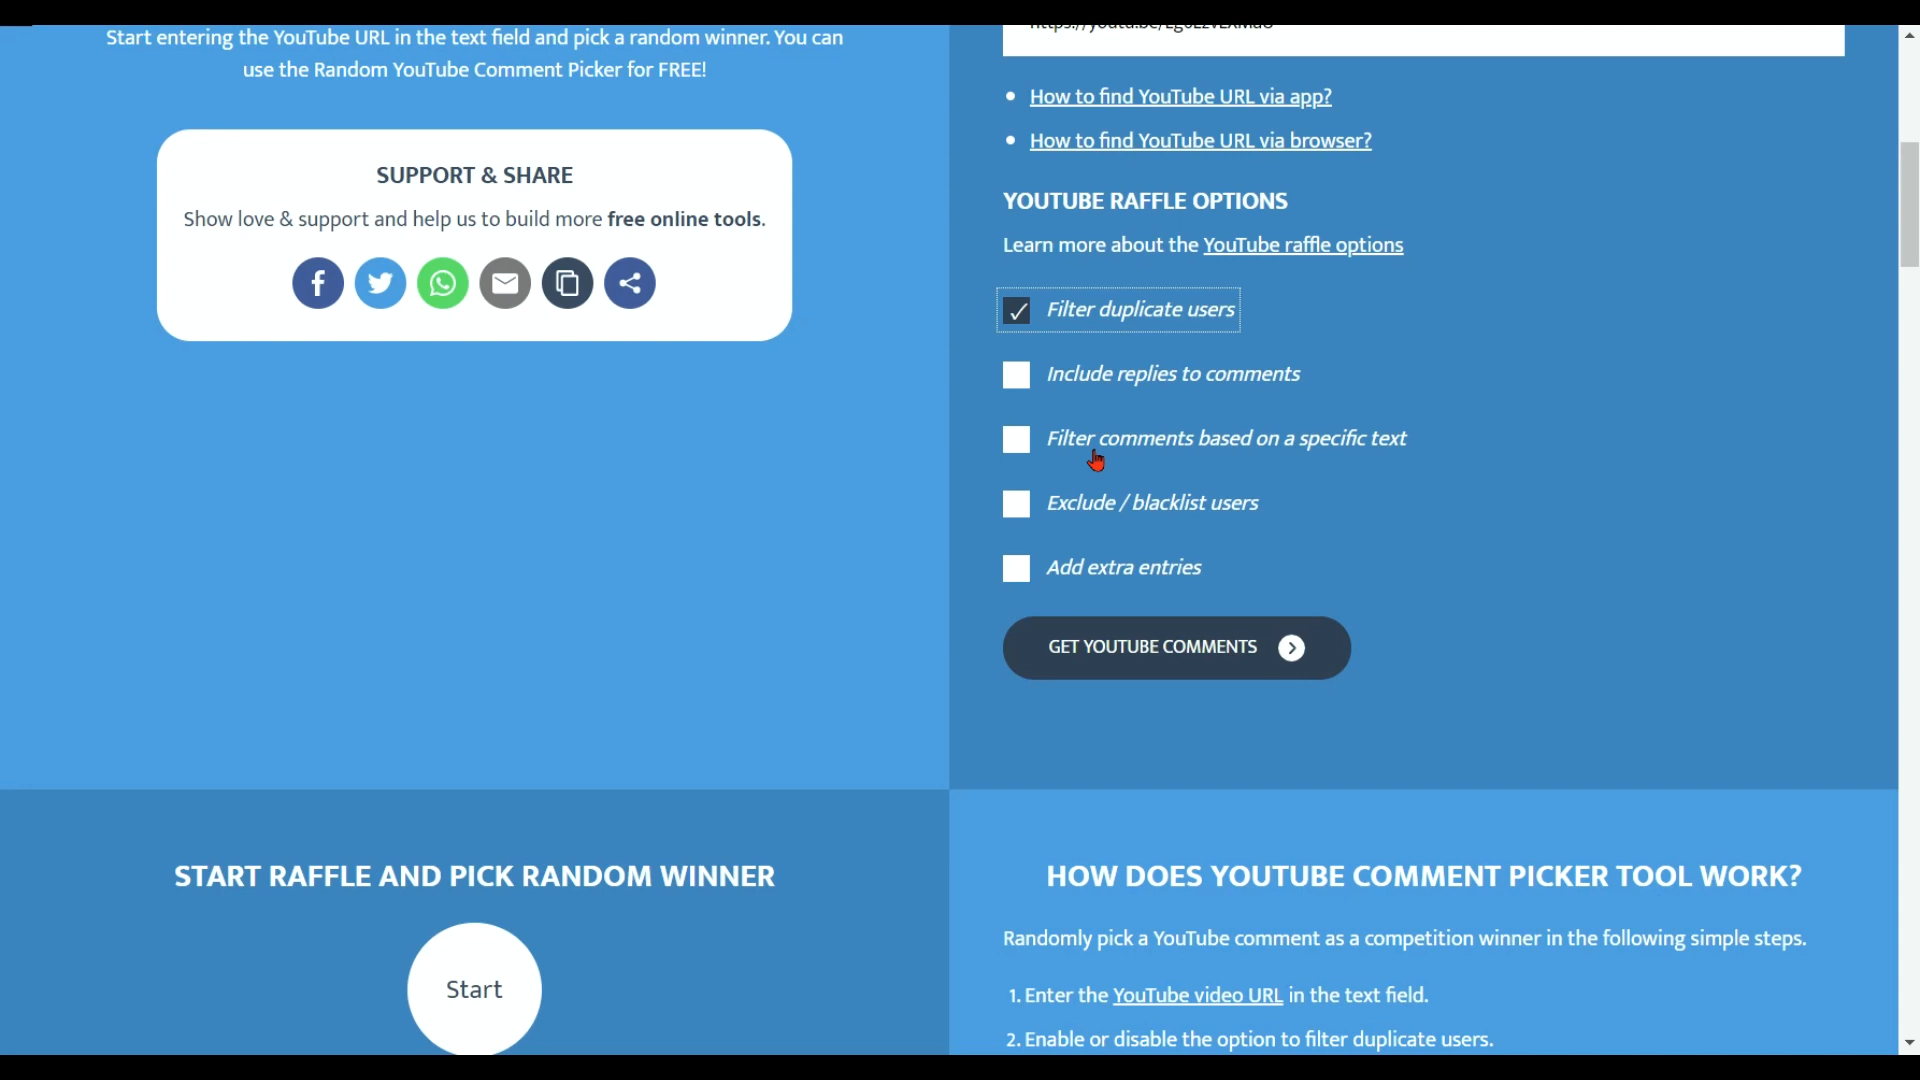 Start entering the YouTube URL in the text field and pick a random winner. You can
use the Random YouTube Comment Picker for FREE!
SUPPORT & SHARE
Show love & support and help us to build more free online tools.
How to find YouTube URL via app?
How to find YouTube URL via browser?
YOUTUBE RAFFLE OPTIONS
Learn more about the YouTube raffle options
Filter duplicate users
Include replies to comments
Filter comments based on a specific text
Exclude / blacklist users
Add extra entries
GET YOUTUBE COMMENTS
START RAFFLE AND PICK RANDOM WINNER
Start
HOW DOES YOUTUBE COMMENT PICKER TOOL WORK?
Randomly pick a YouTube comment as a competition winner in the following simple steps.
1. Enter the YouTube video URL in the text field.
2. Enable or disable the option to filter duplicate users.